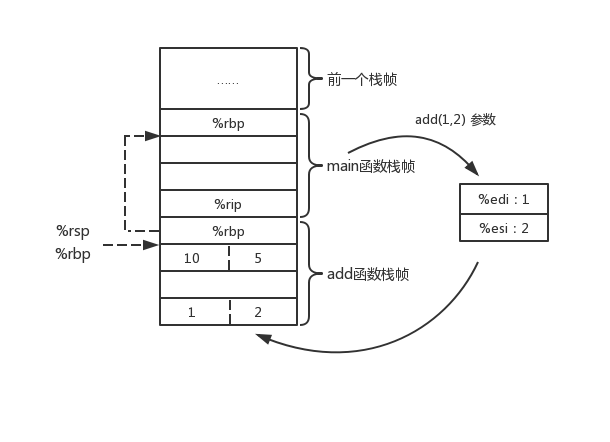 ……
前一个栈帧
%rbp
add(1,2) 参数
main函数栈帧
%edi : 1
%rip
%esi : 2
%rsp
%rbp
%rbp
10
5
add函数栈帧
1
2